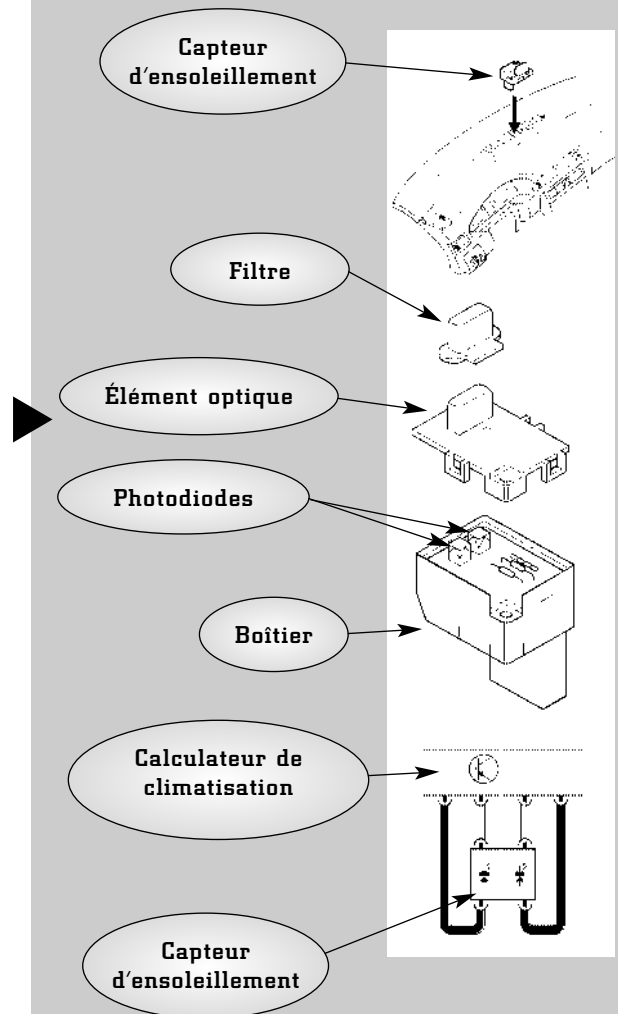 Capteur
d'ensoleillement
Filtre
Élément optique
Photodiodes
Boîtier
Calculateur de
climatisation
Capteur
d'ensoleillement